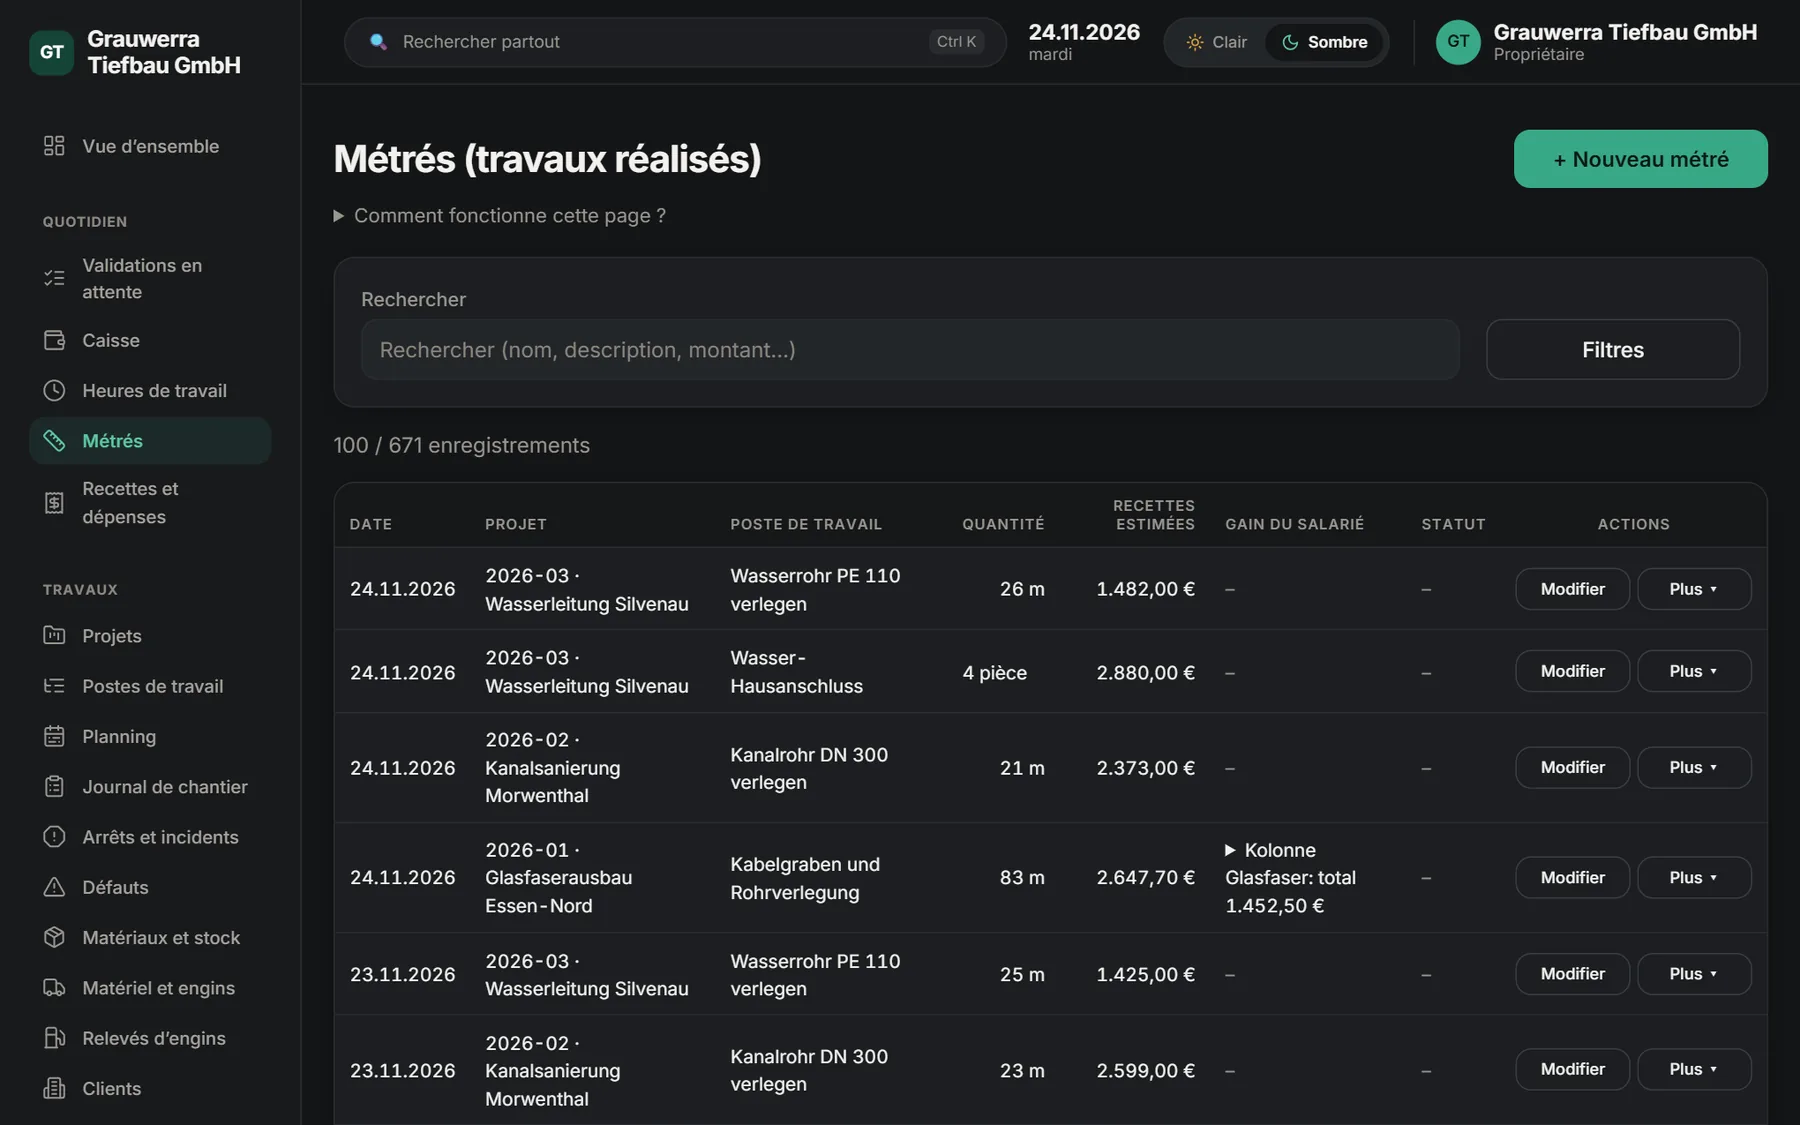 GT
Grauwerra
Tiefbau GmbH
Rechercher partout
Ctrl K
24.11.2026
mardi
Clair
Sombre
GT
Grauwerra Tiefbau GmbH
Propriétaire
Vue d’ensemble
QUOTIDIEN
Validations en
attente
Caisse
Heures de travail
Métrés
Recettes et
dépenses
TRAVAUX
Projets
Postes de travail
Planning
Journal de chantier
Arrêts et incidents
Défauts
Matériaux et stock
Matériel et engins
Relevés d’engins
Clients
Métrés (travaux réalisés)
+ Nouveau métré
▶ Comment fonctionne cette page ?
Rechercher
Rechercher (nom, description, montant…)
Filtres
100 / 671 enregistrements
DATE PROJET POSTE DE TRAVAIL QUANTITÉ RECETTES ESTIMÉES GAIN DU SALARIÉ STATUT ACTIONS
24.11.2026 2026-03 · Wasserleitung Silvenau Wasserrohr PE 110 verlegen 26 m 1.482,00 € – – Modifier Plus ▾
24.11.2026 2026-03 · Wasserleitung Silvenau Wasser-Hausanschluss 4 pièce 2.880,00 € – – Modifier Plus ▾
24.11.2026 2026-02 · Kanalsanierung Morwenthal Kanalrohr DN 300 verlegen 21 m 2.373,00 € – – Modifier Plus ▾
24.11.2026 2026-01 · Glasfaserausbau Essen-Nord Kabelgraben und Rohrverlegung 83 m 2.647,70 € ▶ Kolonne Glasfaser: total 1.452,50 € – Modifier Plus ▾
23.11.2026 2026-03 · Wasserleitung Silvenau Wasserrohr PE 110 verlegen 25 m 1.425,00 € – – Modifier Plus ▾
23.11.2026 2026-02 · Kanalsanierung Morwenthal Kanalrohr DN 300 verlegen 23 m 2.599,00 € – – Modifier Plus ▾